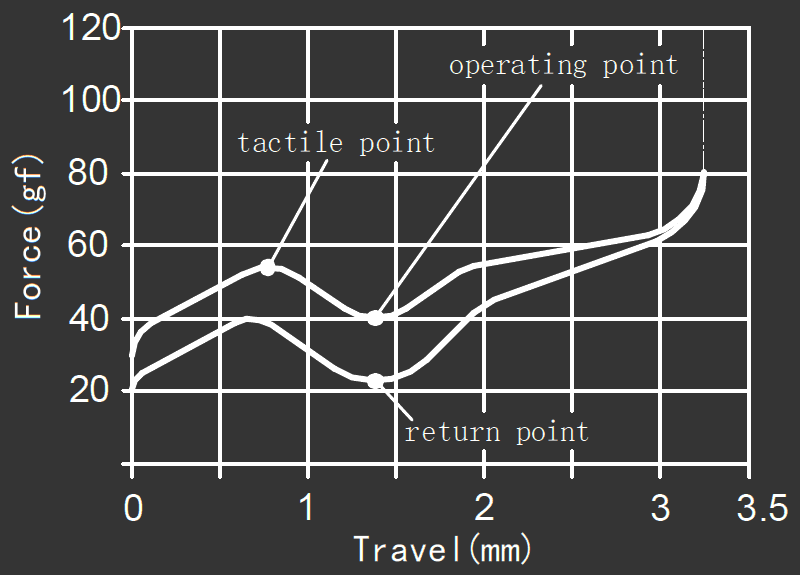 120
operating point
100
tactile point
80
Force(gf)
60
40
20
return point
0 1 2 3 3.5
Travel(mm)